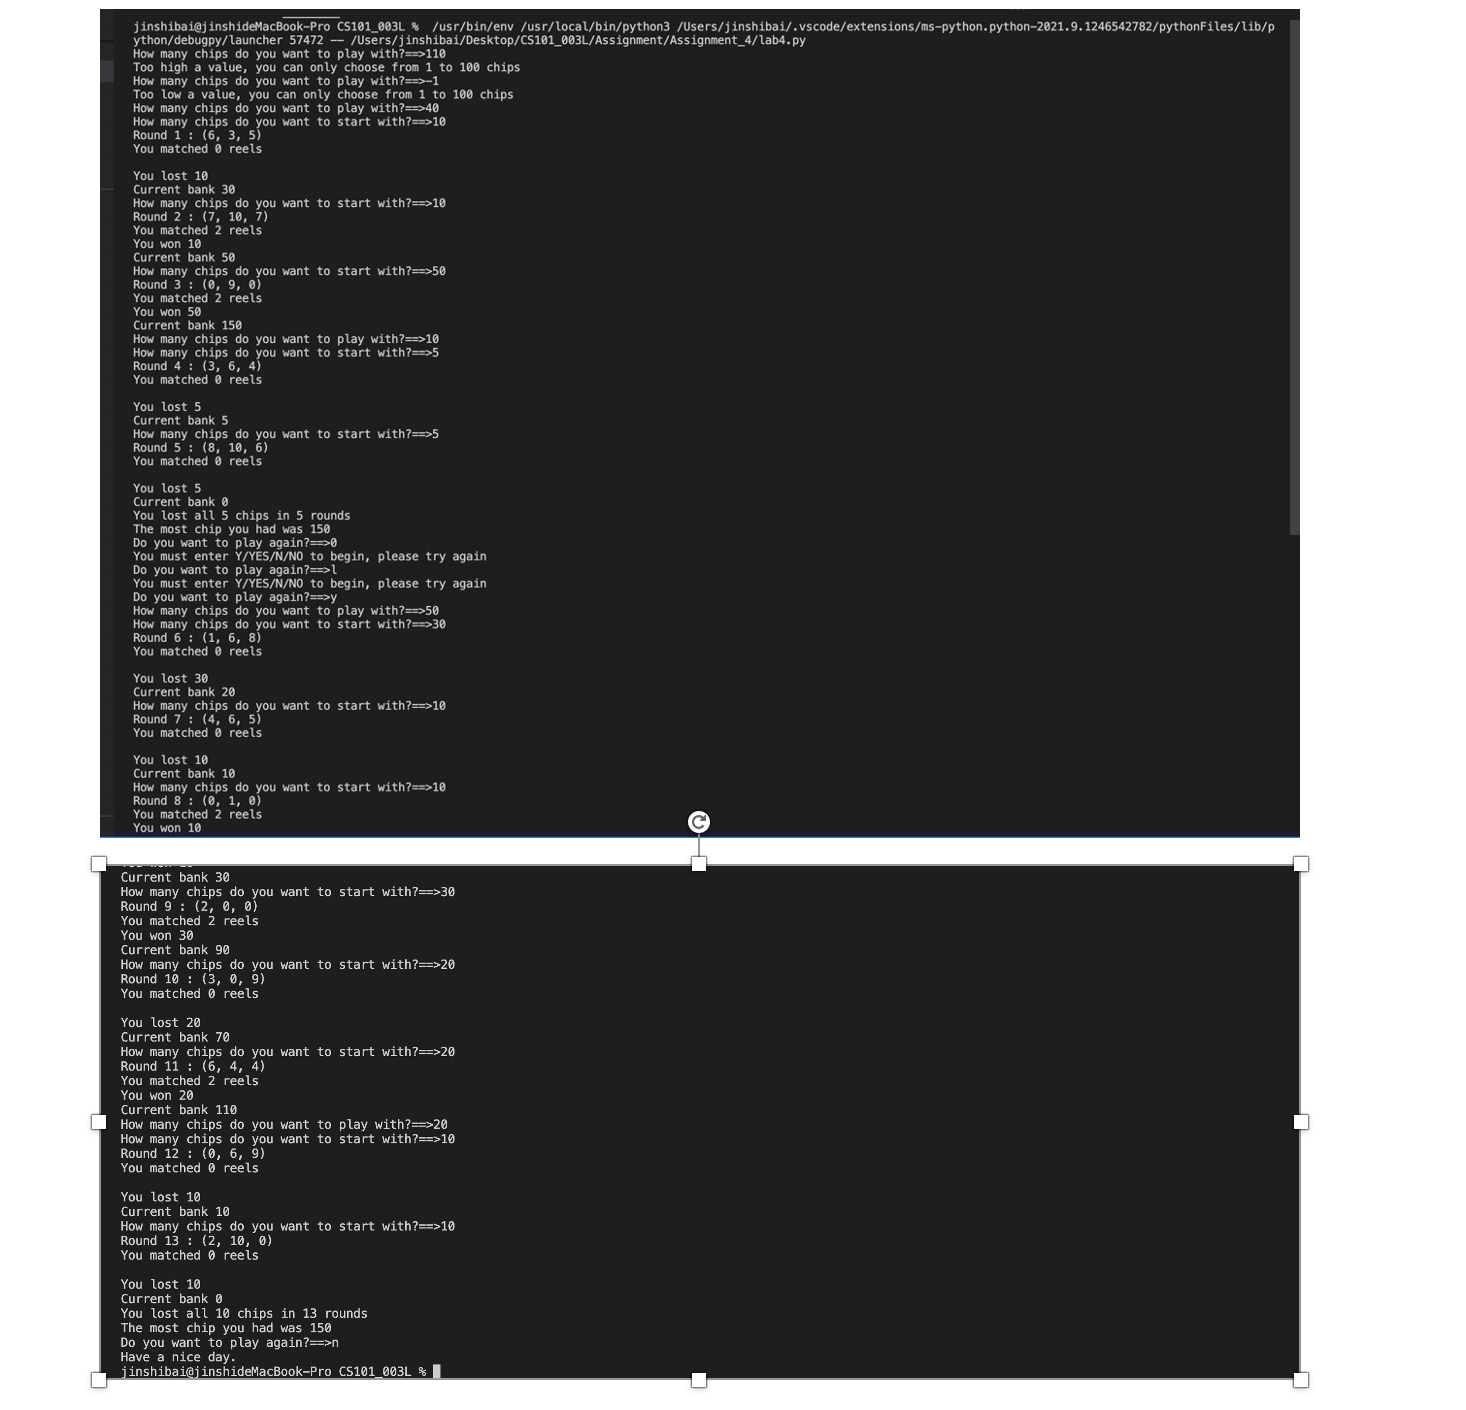 jinshibai@jinshideMacBook-Pro CS101_003L %  /usr/bin/env /usr/local/bin/python3 /Users/jinshibai/.vscode/extensions/ms-python.python-2021.9.1246542782/pythonFiles/lib/p
ython/debugpy/launcher 57472 -- /Users/jinshibai/Desktop/CS101_003L/Assignment/Assignment_4/lab4.py
How many chips do you want to play with?==>110
Too high a value, you can only choose from 1 to 100 chips
How many chips do you want to play with?==>-1
Too low a value, you can only choose from 1 to 100 chips
How many chips do you want to play with?==>40
How many chips do you want to start with?==>10
Round 1 : (6, 3, 5)
You matched 0 reels

You lost 10
Current bank 30
How many chips do you want to start with?==>10
Round 2 : (7, 10, 7)
You matched 2 reels
You won 10
Current bank 50
How many chips do you want to start with?==>50
Round 3 : (0, 9, 0)
You matched 2 reels
You won 50
Current bank 150
How many chips do you want to play with?==>10
How many chips do you want to start with?==>5
Round 4 : (3, 6, 4)
You matched 0 reels

You lost 5
Current bank 5
How many chips do you want to start with?==>5
Round 5 : (8, 10, 6)
You matched 0 reels

You lost 5
Current bank 0
You lost all 5 chips in 5 rounds
The most chip you had was 150
Do you want to play again?==>0
You must enter Y/YES/N/NO to begin, please try again
Do you want to play again?==>l
You must enter Y/YES/N/NO to begin, please try again
Do you want to play again?==>y
How many chips do you want to play with?==>50
How many chips do you want to start with?==>30
Round 6 : (1, 6, 8)
You matched 0 reels

You lost 30
Current bank 20
How many chips do you want to start with?==>10
Round 7 : (4, 6, 5)
You matched 0 reels

You lost 10
Current bank 10
How many chips do you want to start with?==>10
Round 8 : (0, 1, 0)
You matched 2 reels
You won 10
Current bank 30
How many chips do you want to start with?==>30
Round 9 : (2, 0, 0)
You matched 2 reels
You won 30
Current bank 90
How many chips do you want to start with?==>20
Round 10 : (3, 0, 9)
You matched 0 reels

You lost 20
Current bank 70
How many chips do you want to start with?==>20
Round 11 : (6, 4, 4)
You matched 2 reels
You won 20
Current bank 110
How many chips do you want to play with?==>20
How many chips do you want to start with?==>10
Round 12 : (0, 6, 9)
You matched 0 reels

You lost 10
Current bank 10
How many chips do you want to start with?==>10
Round 13 : (2, 10, 0)
You matched 0 reels

You lost 10
Current bank 0
You lost all 10 chips in 13 rounds
The most chip you had was 150
Do you want to play again?==>n
Have a nice day.
jinshibai@jinshideMacBook-Pro CS101_003L %